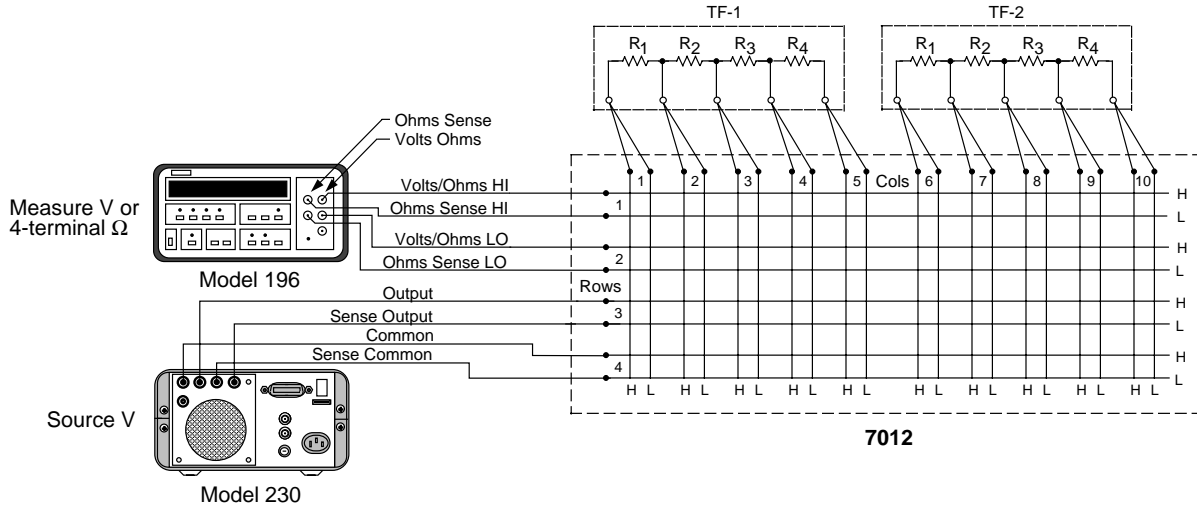 TF-1
TF-2
R1 R2 R3 R4
R1 R2 R3 R4
Ohms Sense
Volts Ohms
Measure V or
4-terminal Ω
Model 196
Volts/Ohms HI
Ohms Sense HI
Volts/Ohms LO
Ohms Sense LO
Output
Sense Output
Common
Sense Common
Source V
Model 230
1 2 3 4 5 Cols 6 7 8 9 10
1
2
Rows
3
4
H
L
H
L
H
L
H
L
H L H L H L H L H L H L H L H L H L H L
7012